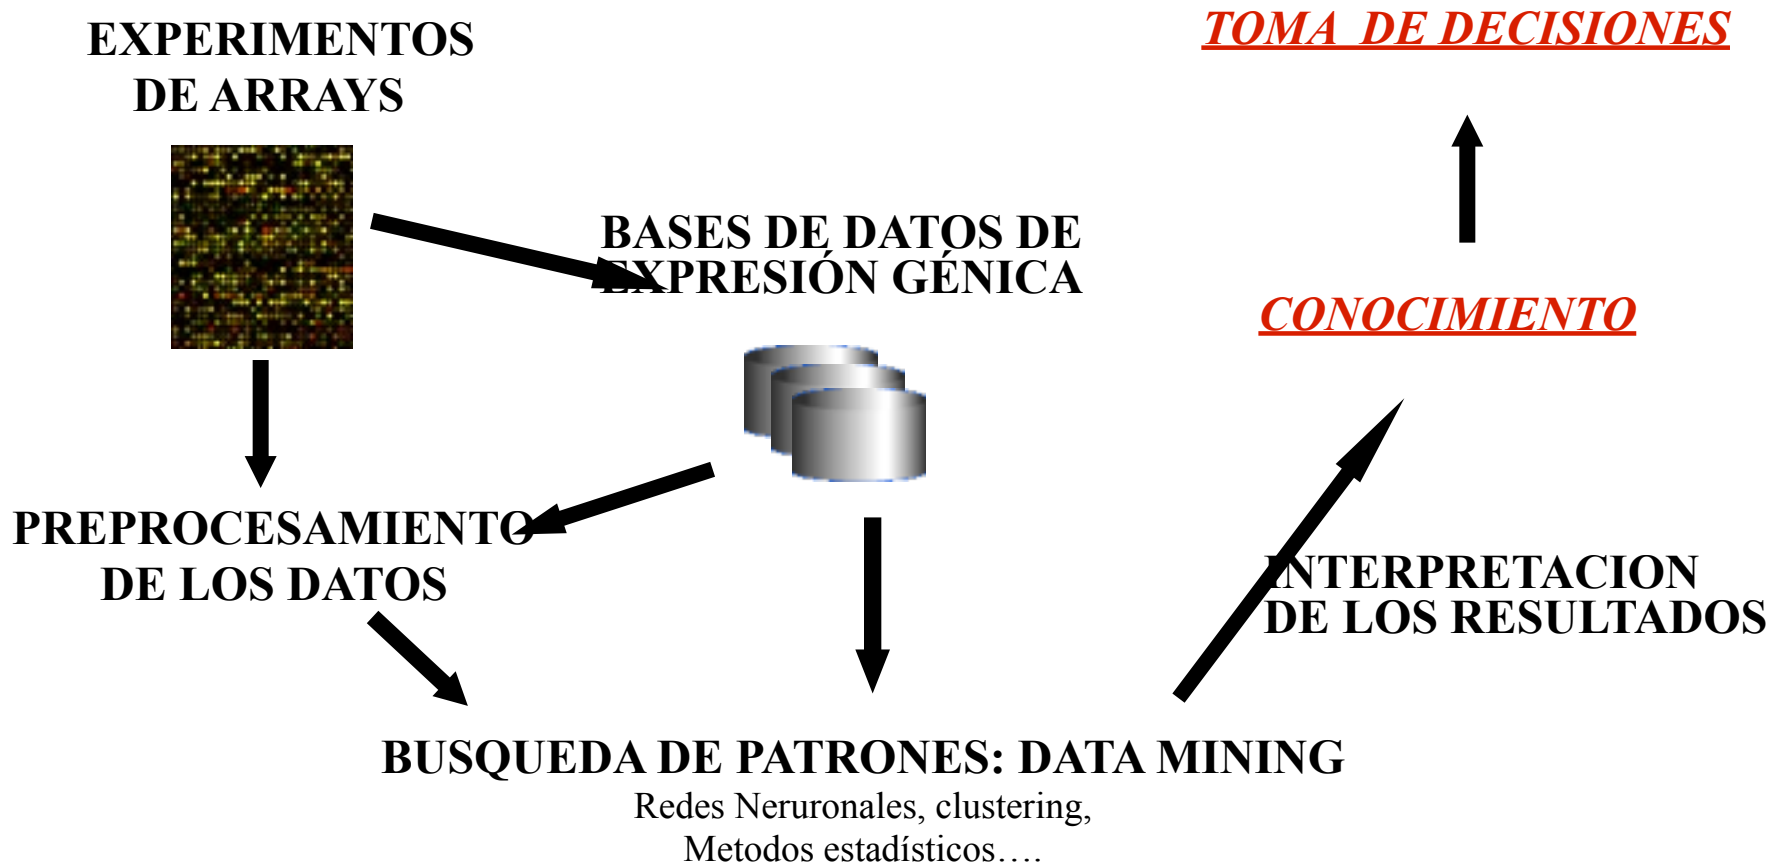 EXPERIMENTOS
DE ARRAYS
TOMA DE DECISIONES
BASES DE DATOS DE
EXPRESIÓN GÉNICA
CONOCIMIENTO
PREPROCESAMIENTO
DE LOS DATOS
INTERPRETACION
DE LOS RESULTADOS
BUSQUEDA DE PATRONES: DATA MINING
Redes Neruronales, clustering,
Metodos estadísticos….